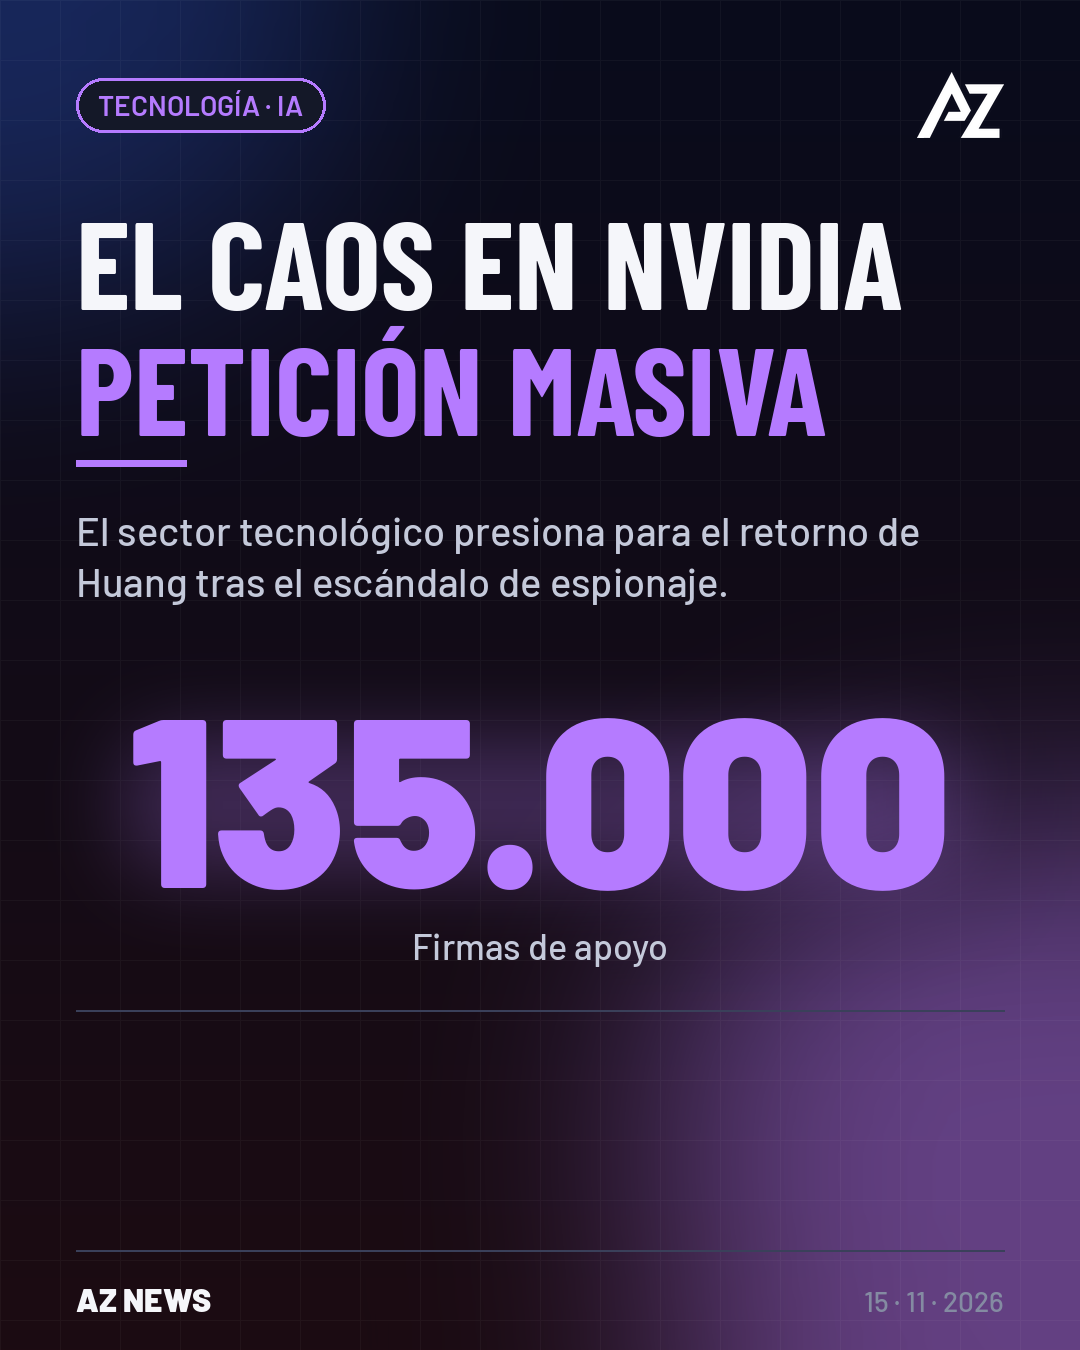 TECNOLOGÍA · IA
AZ
EL CAOS EN NVIDIA
PETICIÓN MASIVA
El sector tecnológico presiona para el retorno de
Huang tras el escándalo de espionaje.
135.000
Firmas de apoyo
AZ NEWS
15 · 11 · 2026